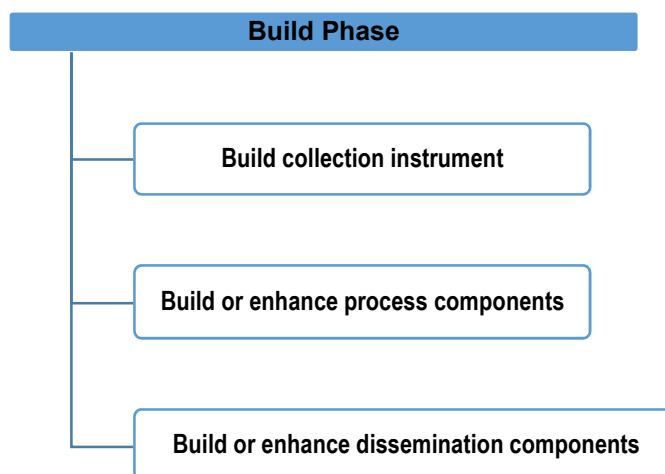 Build Phase
Build collection instrument
Build or enhance process components
Build or enhance dissemination components